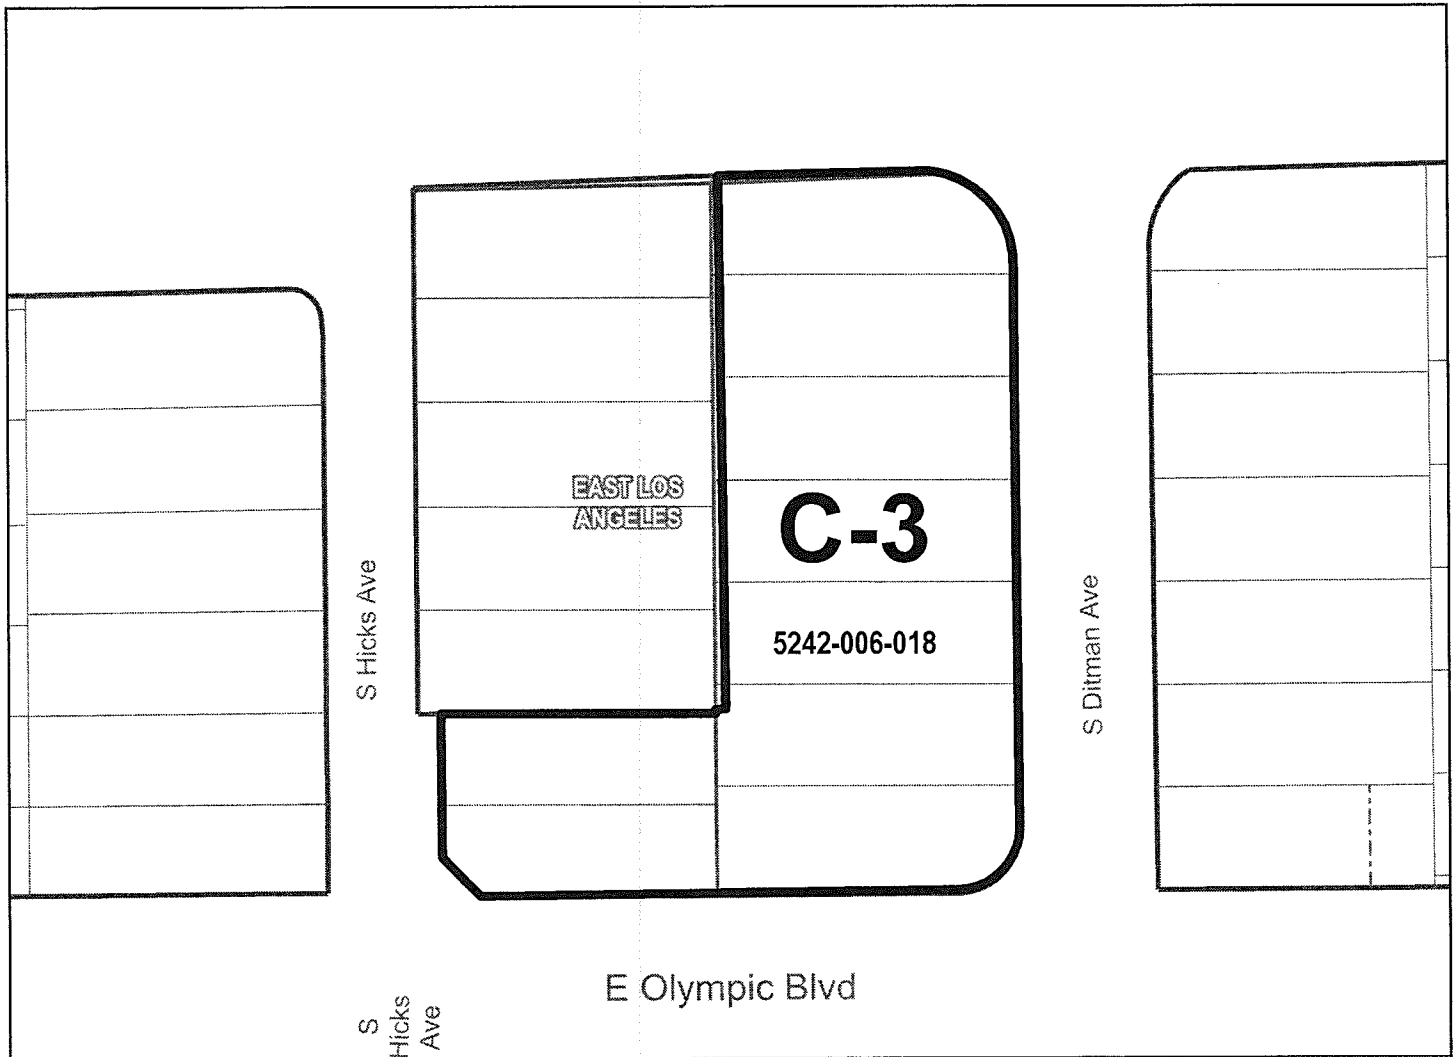 EAST LOS
ANGELES
C-3
5242-006-018
S Hicks Ave
S Ditman Ave
E Olympic Blvd
S
Hicks
Ave